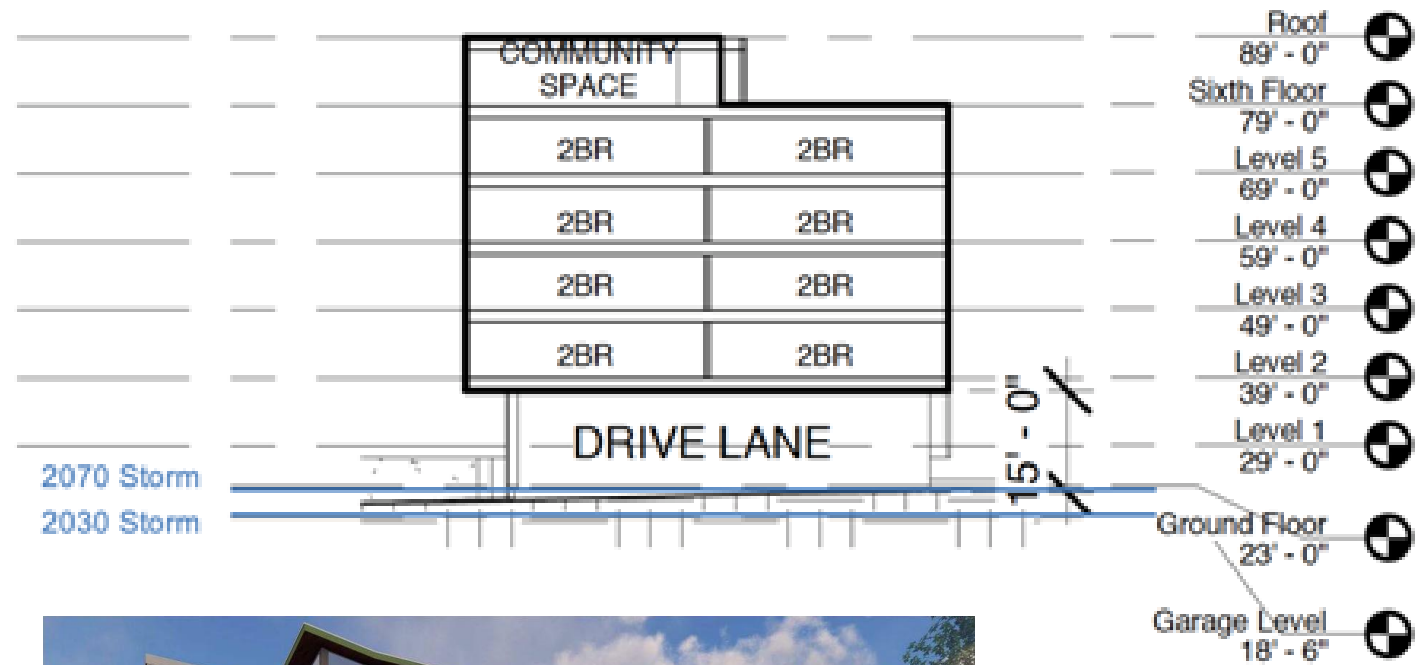 Roof
89' - 0"
COMMUNITY
SPACE
Sixth Floor
79' - 0"
2BR 2BR
Level 5
69' - 0"
2BR 2BR
Level 4
59' - 0"
2BR 2BR
Level 3
49' - 0"
2BR 2BR
Level 2
39' - 0"
15' - 0"
DRIVE LANE
Level 1
29' - 0"
2070 Storm
2030 Storm
Ground Floor
23' - 0"
Garage Level
18' - 6"